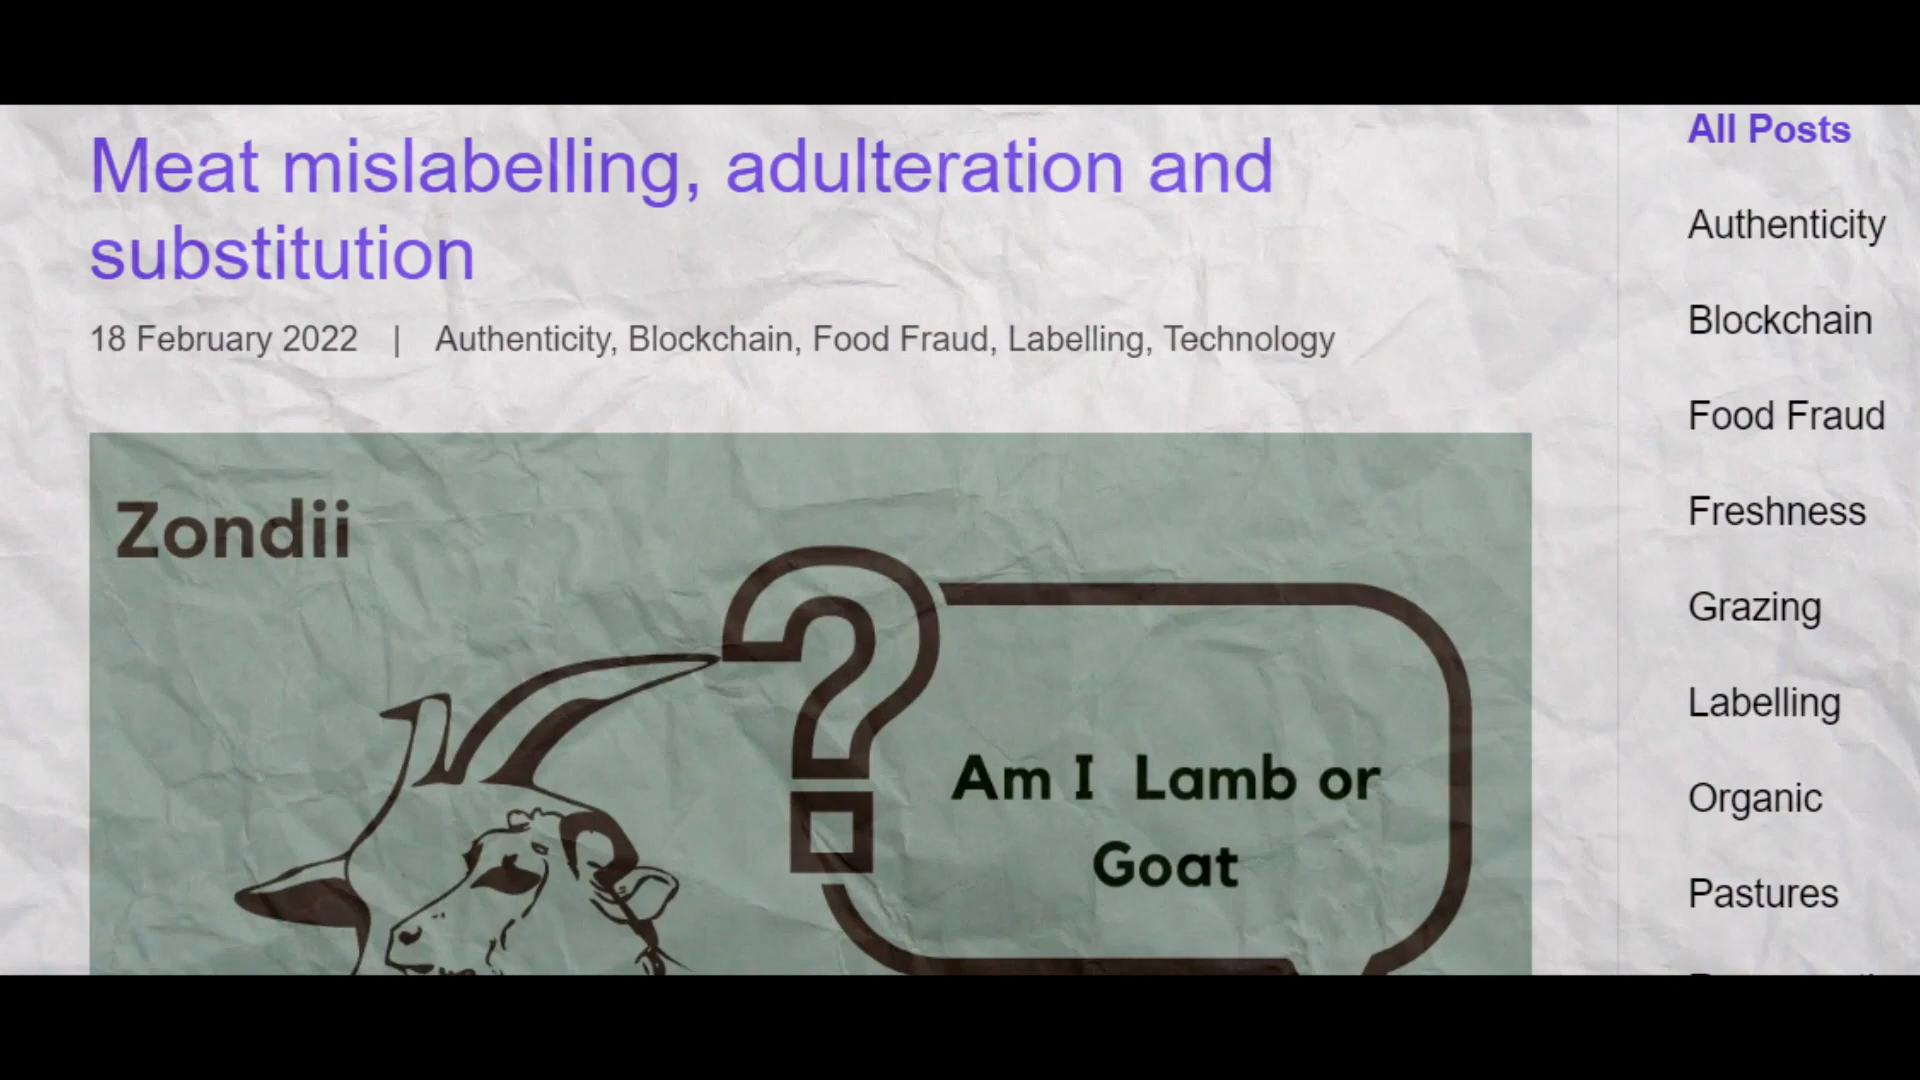 Meat mislabelling, adulteration and
substitution
18 February 2022 | Authenticity, Blockchain, Food Fraud, Labelling, Technology
Zondii
?
Am I Lamb or
Goat
All Posts
Authenticity
Blockchain
Food Fraud
Freshness
Grazing
Labelling
Organic
Pastures